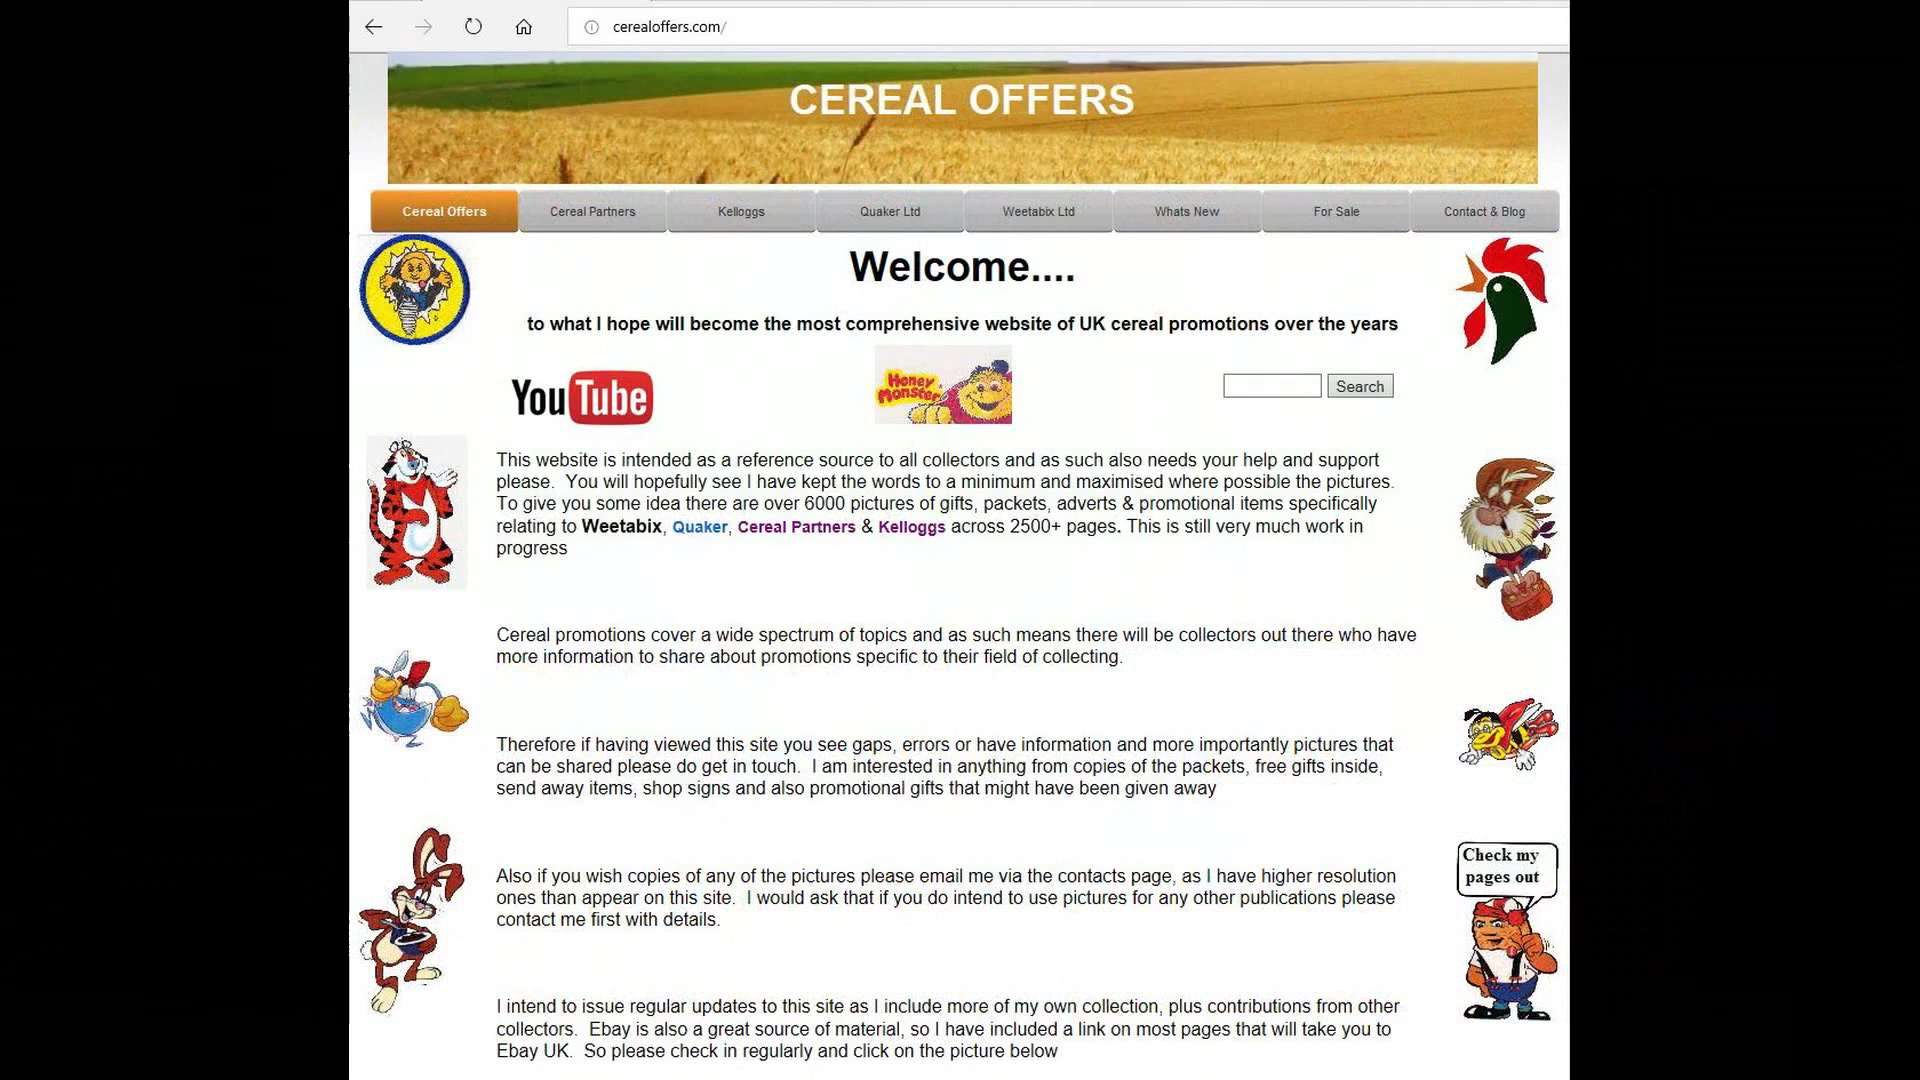 cerealoffers.com/
CEREAL OFFERS
Cereal Offers
Cereal Partners
Kelloggs
Quaker Ltd
Weetabix Ltd
Whats New
For Sale
Contact & Blog
Welcome....
to what I hope will become the most comprehensive website of UK cereal promotions over the years
YouTube
Honey
Monster
Search
This website is intended as a reference source to all collectors and as such also needs your help and support
please.  You will hopefully see I have kept the words to a minimum and maximised where possible the pictures.
To give you some idea there are over 6000 pictures of gifts, packets, adverts & promotional items specifically
relating to Weetabix, Quaker, Cereal Partners & Kelloggs across 2500+ pages. This is still very much work in
progress
Cereal promotions cover a wide spectrum of topics and as such means there will be collectors out there who have
more information to share about promotions specific to their field of collecting.
Therefore if having viewed this site you see gaps, errors or have information and more importantly pictures that
can be shared please do get in touch.  I am interested in anything from copies of the packets, free gifts inside,
send away items, shop signs and also promotional gifts that might have been given away
Check my
pages out
Also if you wish copies of any of the pictures please email me via the contacts page, as I have higher resolution
ones than appear on this site.  I would ask that if you do intend to use pictures for any other publications please
contact me first with details.
I intend to issue regular updates to this site as I include more of my own collection, plus contributions from other
collectors.  Ebay is also a great source of material, so I have included a link on most pages that will take you to
Ebay UK.  So please check in regularly and click on the picture below